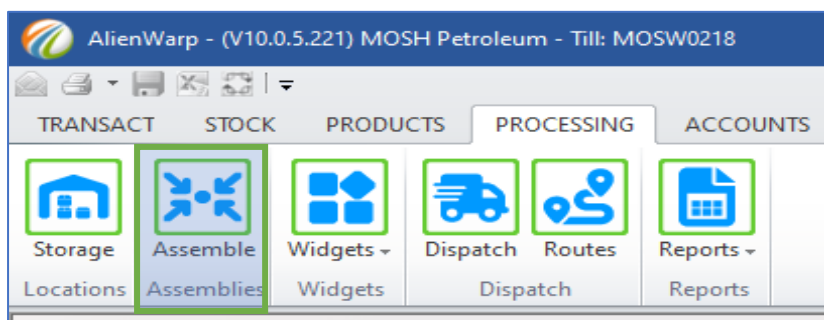 AlienWarp - (V10.0.5.221) MOSH Petroleum - Till: MOSW0218
TRANSACT STOCK PRODUCTS PROCESSING ACCOUNTS
Storage Assemble Widgets Dispatch Routes Reports
Locations Assemblies Widgets Dispatch Reports